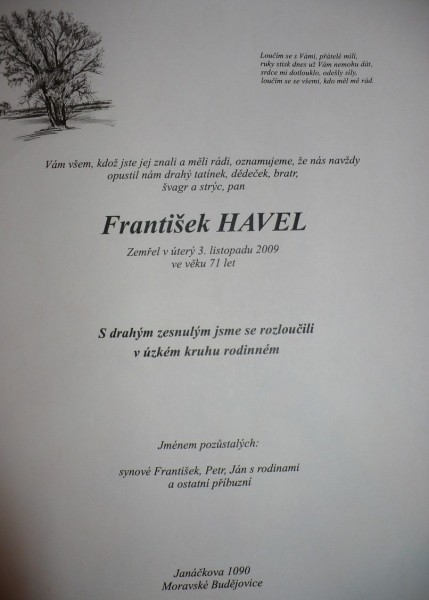 Loučím se s Vámi, přátelé milí,
ruky stisk dnes už Vám nemohu dát,
srdce mi dotlouklo, odešly síly,
loučím se se všemi, kdo měl mě rád.
Vám všem, kdož jste jej znali a měli rádi, oznamujeme, že nás navždy
opustil nám drahý tatínek, dědeček, bratr,
švagr a strýc, pan
František HAVEL
Zemřel v úterý 3. listopadu 2009
ve věku 71 let
S drahým zesnulým jsme se rozloučili
v úzkém kruhu rodinném
Jménem pozůstalých:
synové František, Petr, Ján s rodinami
a ostatní příbuzní
Janáčkova 1090
Moravské Budějovice